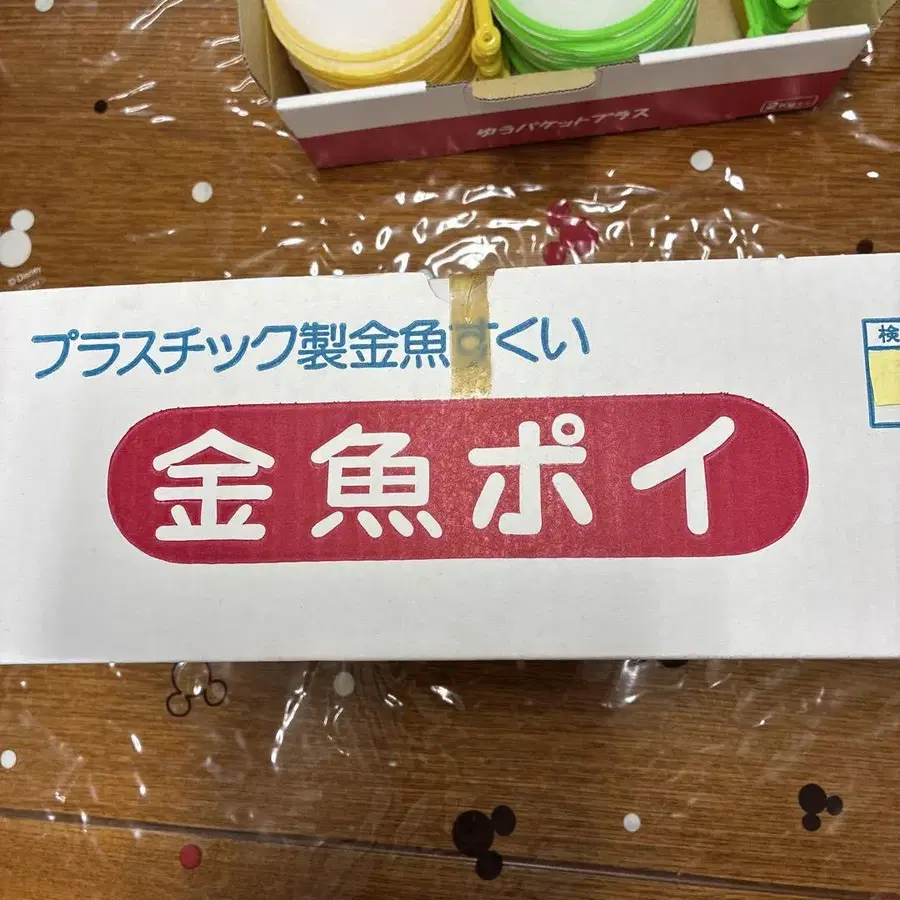 ゆうパケットプラス
© Disney
プラスチック製金魚すくい
検
金魚ポイ